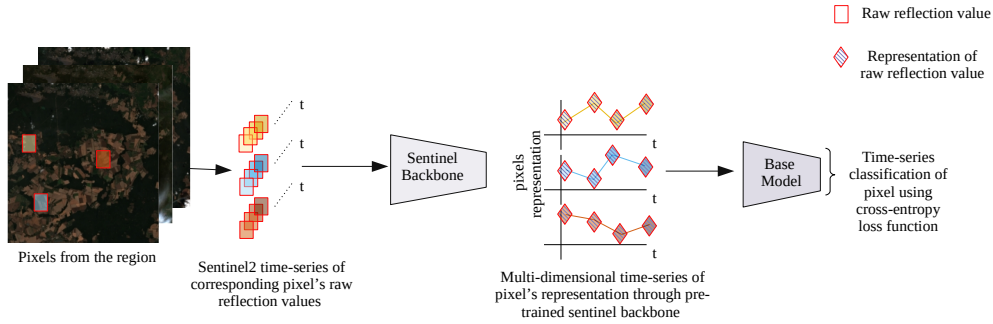 Raw reflection value
Representation of
raw reflection value
t
t
t
Sentinel
Backbone
pixels
representation
t
t
t
Base
Model
Time-series
classification of
pixel using
cross-entropy
loss function
Pixels from the region
Sentinel2 time-series of
corresponding pixel's raw
reflection values
Multi-dimensional time-series of
pixel's representation through pre-
trained sentinel backbone